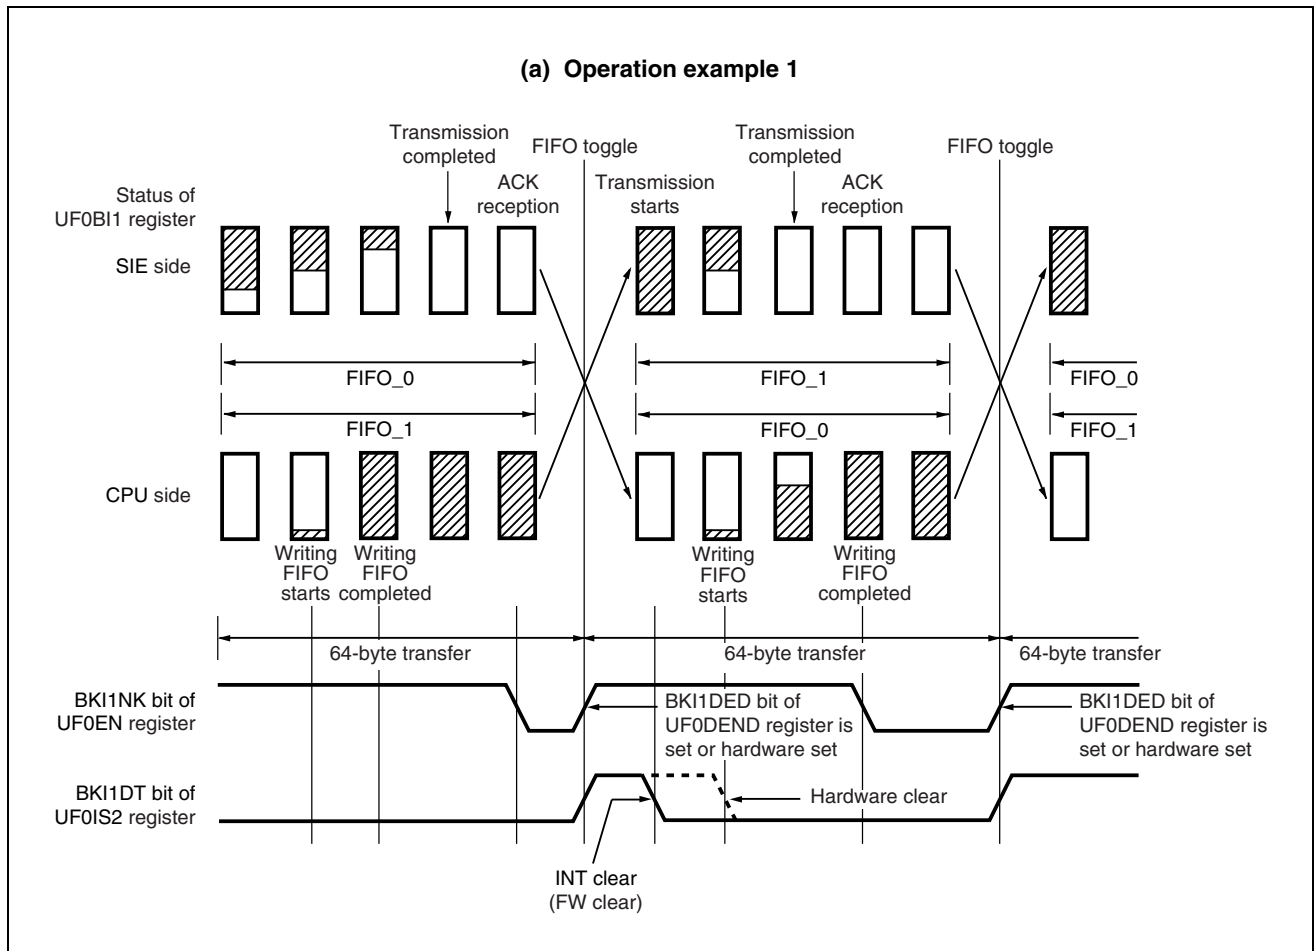 (a) Operation example 1
Transmission
completed
FIFO toggle
Transmission
completed
FIFO toggle
Status of
UF0BI1 register
ACK
reception
Transmission
starts
ACK
reception
SIE side
FIFO_0
FIFO_1
FIFO_0
FIFO_1
FIFO_0
FIFO_1
CPU side
Writing
FIFO
starts
Writing
FIFO
completed
Writing
FIFO
starts
Writing
FIFO
completed
64-byte transfer
64-byte transfer
64-byte transfer
BKI1NK bit of
UF0EN register
BKI1DED bit of
UF0DEND register is
set or hardware set
BKI1DED bit of
UF0DEND register is
set or hardware set
BKI1DT bit of
UF0IS2 register
Hardware clear
INT clear
(FW clear)